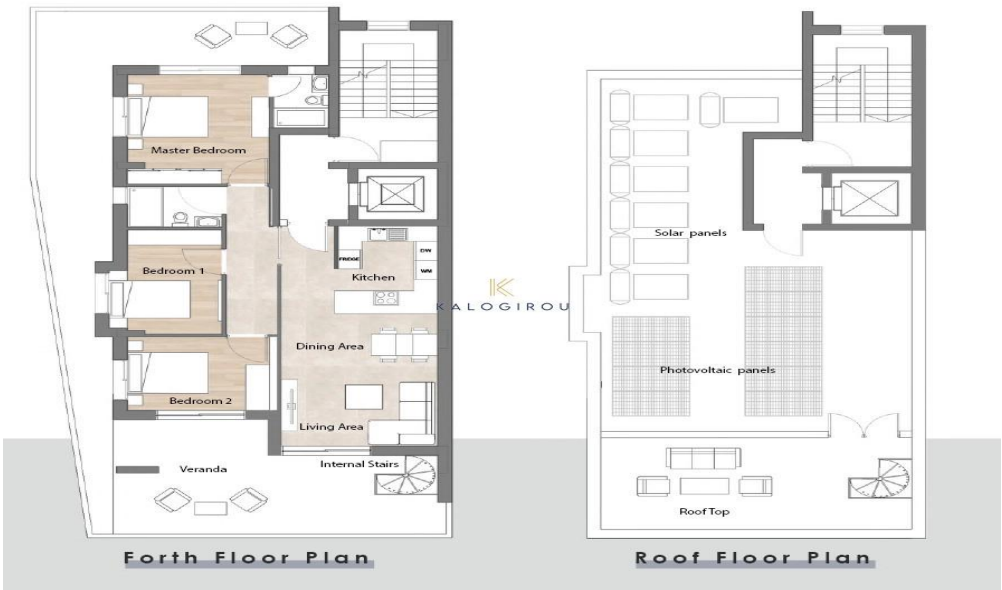 Master Bedroom
Bedroom 1
Bedroom 2
FRIDGE
DW
WM
Kitchen
Dining Area
Living Area
Internal Stairs
Veranda
Forth Floor Plan
KALOGIROU
Solar panels
Photovoltaic panels
Roof Top
Roof Floor Plan